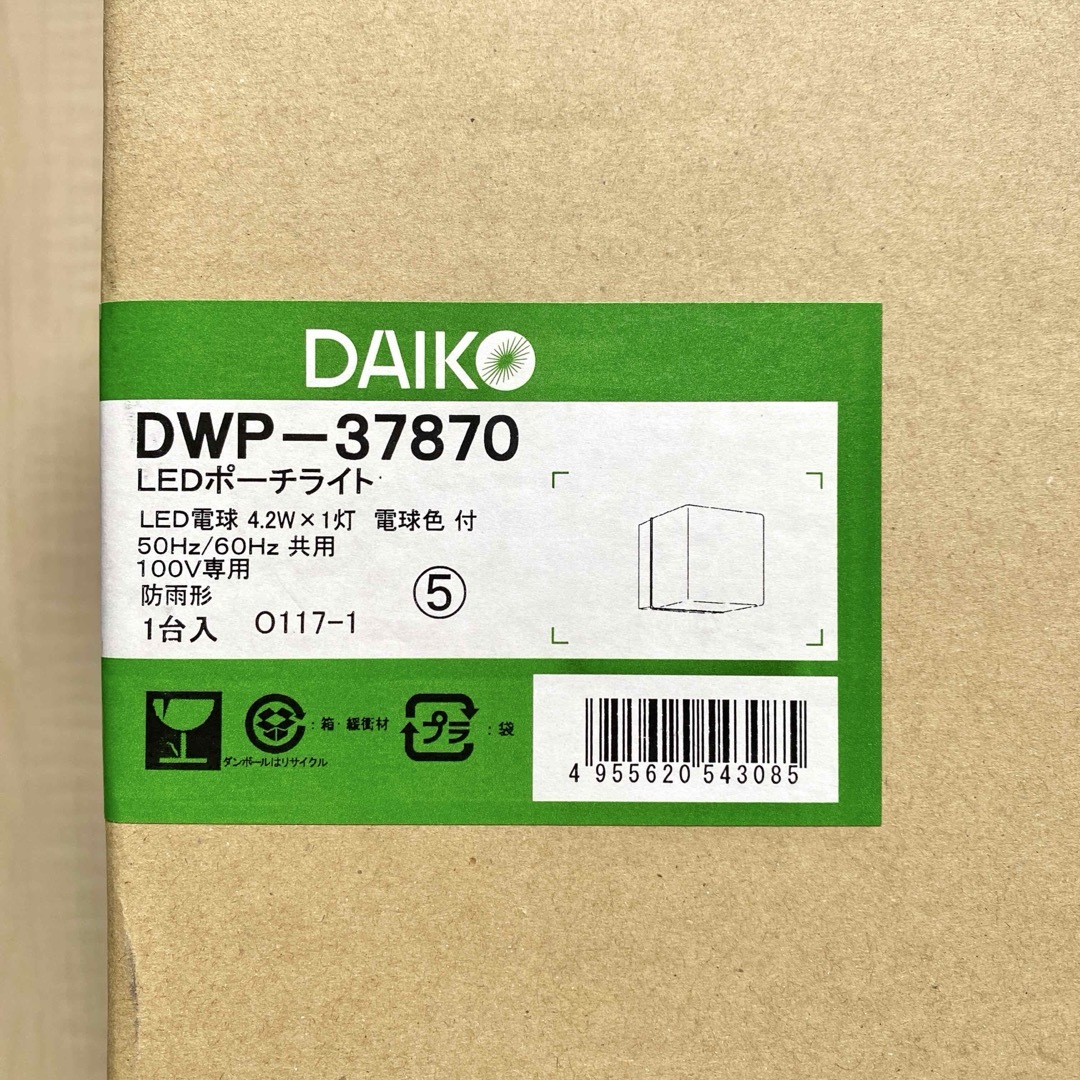 DAIKO
DWP-37870
LEDポーチライト
LED電球 4.2W×1灯 電球色 付
50Hz/60Hz 共用
100V専用
防雨形
⑤
1台入 O117-1
:箱・緩衝材
プラ :袋
ダンボールはリサイクル
4 955620 543085